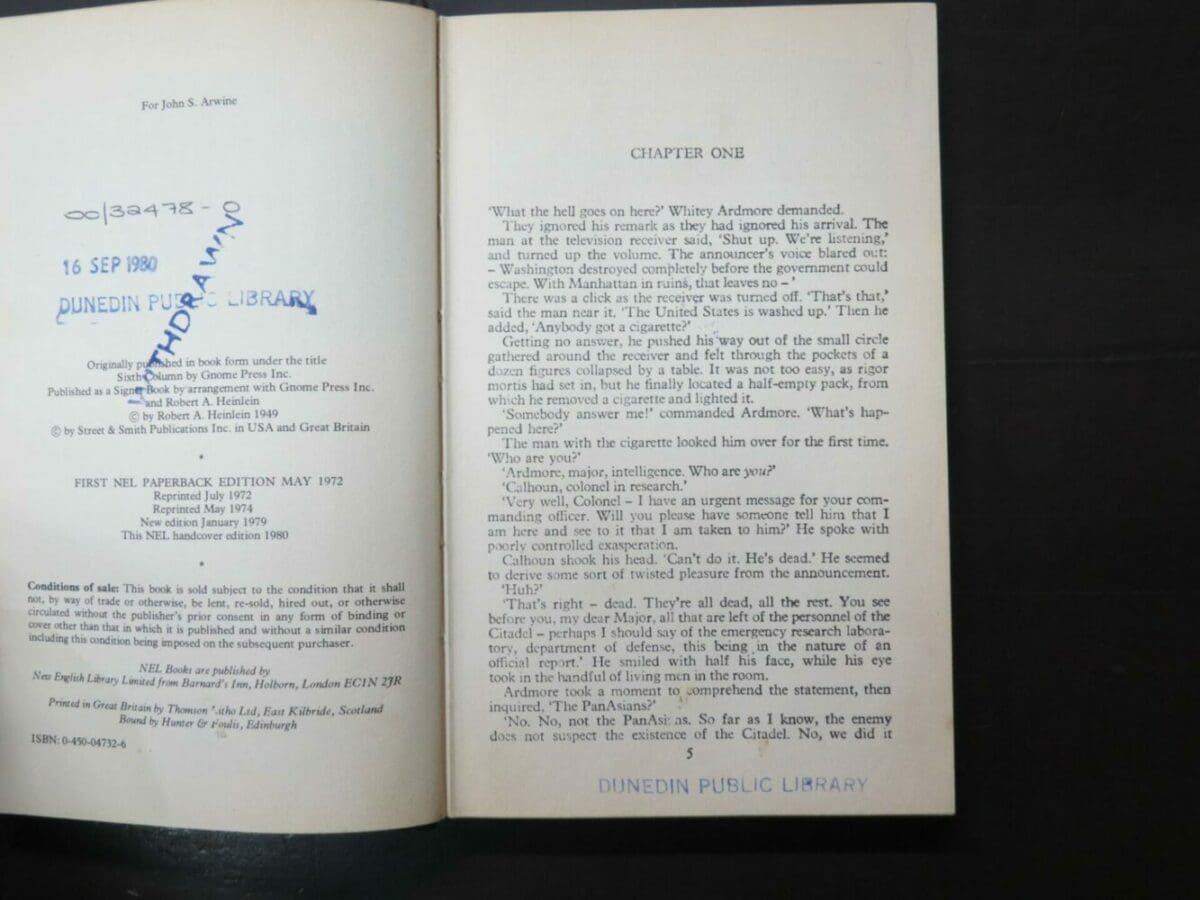 For John S. Arwine
00/32478-
WITHDRAWN
16 SEP 1980
DUNEDIN PUBLIC LIBRARY
Originally published in book form under the title
Sixth Column by Gnome Press Inc.
Published as a Signet Book by arrangement with Gnome Press Inc.
and Robert A. Heinlein
© by Robert A. Heinlein 1949
© by Street & Smith Publications Inc. in USA and Great Britain
*
FIRST NEL PAPERBACK EDITION MAY 1972
Reprinted July 1972
Reprinted May 1974
New edition January 1979
This NEL handcover edition 1980
*
Conditions of sale: This book is sold subject to the condition that it shall
not, by way of trade or otherwise, be lent, re-sold, hired out, or otherwise
circulated without the publisher's prior consent in any form of binding or
cover other than that in which it is published and without a similar condition
including this condition being imposed on the subsequent purchaser.
NEL Books are published by
New English Library Limited from Barnard's Inn, Holborn, London EC1N 2JR
Printed in Great Britain by Thomson Litho Ltd, East Kilbride, Scotland
Bound by Hunter & Foulis, Edinburgh
ISBN: 0-450-04732-6
CHAPTER ONE
'What the hell goes on here?' Whitey Ardmore demanded.
They ignored his remark as they had ignored his arrival. The
man at the television receiver said, 'Shut up. We're listening,'
and turned up the volume. The announcer's voice blared out:
– Washington destroyed completely before the government could
escape. With Manhattan in ruins, that leaves no – '
There was a click as the receiver was turned off. 'That's that,'
said the man near it. 'The United States is washed up.' Then he
added, 'Anybody got a cigarette?'
Getting no answer, he pushed his way out of the small circle
gathered around the receiver and felt through the pockets of a
dozen figures collapsed by a table. It was not too easy, as rigor
mortis had set in, but he finally located a half-empty pack, from
which he removed a cigarette and lighted it.
'Somebody answer me!' commanded Ardmore. 'What's hap-
pened here?'
The man with the cigarette looked him over for the first time.
'Who are you?'
'Ardmore, major, intelligence. Who are you?'
'Calhoun, colonel in research.'
'Very well, Colonel – I have an urgent message for your com-
manding officer. Will you please have someone tell him that I
am here and see to it that I am taken to him?' He spoke with
poorly controlled exasperation.
Calhoun shook his head. 'Can't do it. He's dead.' He seemed
to derive some sort of twisted pleasure from the announcement.
'Huh?'
'That's right – dead. They're all dead, all the rest. You see
before you, my dear Major, all that are left of the personnel of the
Citadel – perhaps I should say of the emergency research labora-
tory, department of defense, this being in the nature of an
official report.' He smiled with half his face, while his eye
took in the handful of living men in the room.
Ardmore took a moment to comprehend the statement, then
inquired, 'The PanAsians?'
'No. No, not the PanAsians. So far as I know, the enemy
does not suspect the existence of the Citadel. No, we did it
5
DUNEDIN PUBLIC LIBRARY